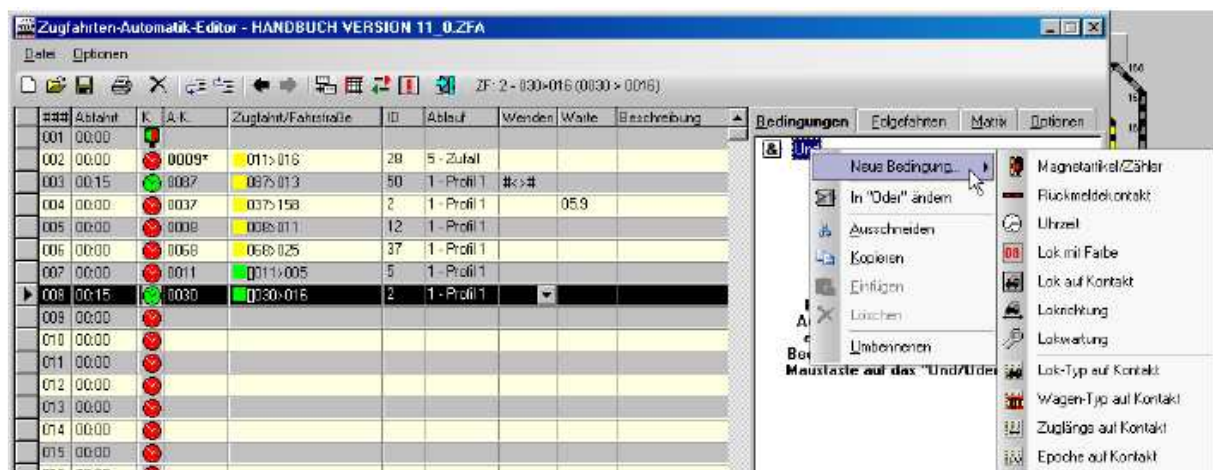 Zugfahrten-Automatik-Editor - HANDBUCH VERSION 11_0.ZFA
Datei Optionen
ZF: 2 - 030>016 (0030 > 0016)
### Abfahrt K. A-K. Zugfahrt/Fahrstraße ID Ablauf Wenden Warte Beschreibung
001 00:00
002 00:00 0009* 011>016 28 5 - Zufall
003 00:15 0087 087>013 50 1 - Profil 1 #<>#
004 00:00 0037 037>158 2 1 - Profil 1 05.9
005 00:00 0008 008>011 12 1 - Profil 1
006 00:00 0068 068>025 37 1 - Profil 1
007 00:00 0011 []011>005 5 1 - Profil 1
008 00:15 0030 []030>016 2 1 - Profil 1
009 00:00
010 00:00
011 00:00
012 00:00
013 00:00
014 00:00
015 00:00
Bedingungen Folgefahrten Matrix Optionen
& Und
Neue Bedingung...
In "Oder" ändern
Ausschneiden
Kopieren
Einfügen
Löschen
Umbenennen
Maustaste auf das "Und/Oder
Magnetartikel/Zähler
Rückmeldekontakt
Uhrzeit
Lok mit Farbe
Lok auf Kontakt
Lokrichtung
Lokwartung
Lok-Typ auf Kontakt
Wagen-Typ auf Kontakt
Zuglänge auf Kontakt
Epoche auf Kontakt